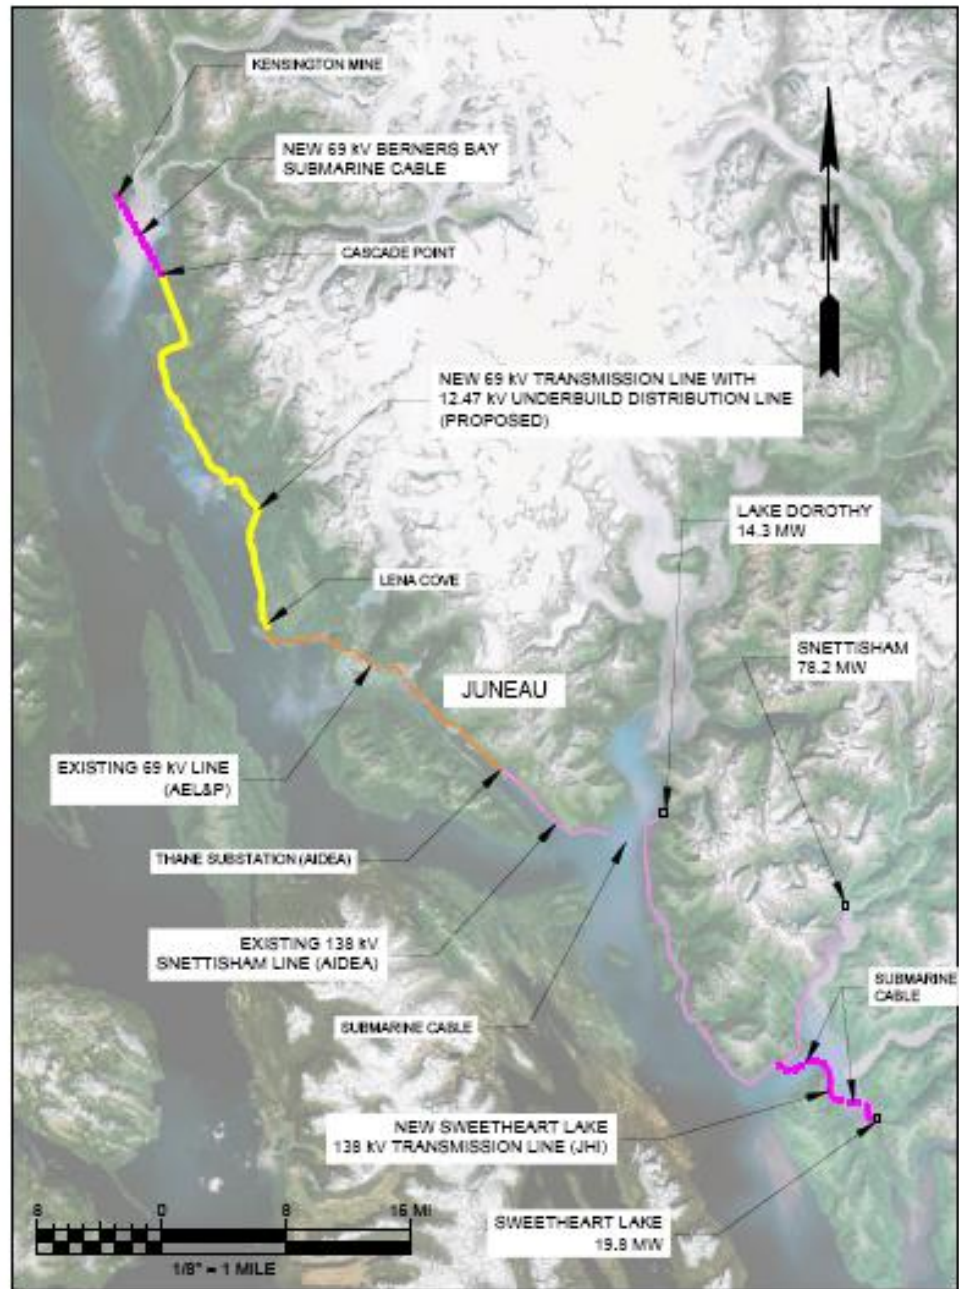 KENSINGTON MINE
NEW 69 kV BERNERS BAY
SUBMARINE CABLE
CASCADE POINT
N
NEW 69 kV TRANSMISSION LINE WITH
12.47 kV UNDERBUILD DISTRIBUTION LINE
(PROPOSED)
LAKE DOROTHY
14.3 MW
LENA COVE
SNETTISHAM
78.2 MW
JUNEAU
EXISTING 69 kV LINE
(AEL&P)
THANE SUBSTATION (AIDEA)
EXISTING 138 kV
SNETTISHAM LINE (AIDEA)
SUBMARINE
CABLE
SUBMARINE CABLE
NEW SWEETHEART LAKE
138 kV TRANSMISSION LINE (JHI)
SWEETHEART LAKE
19.8 MW
8 0 8 16 MI
1/8" = 1 MILE